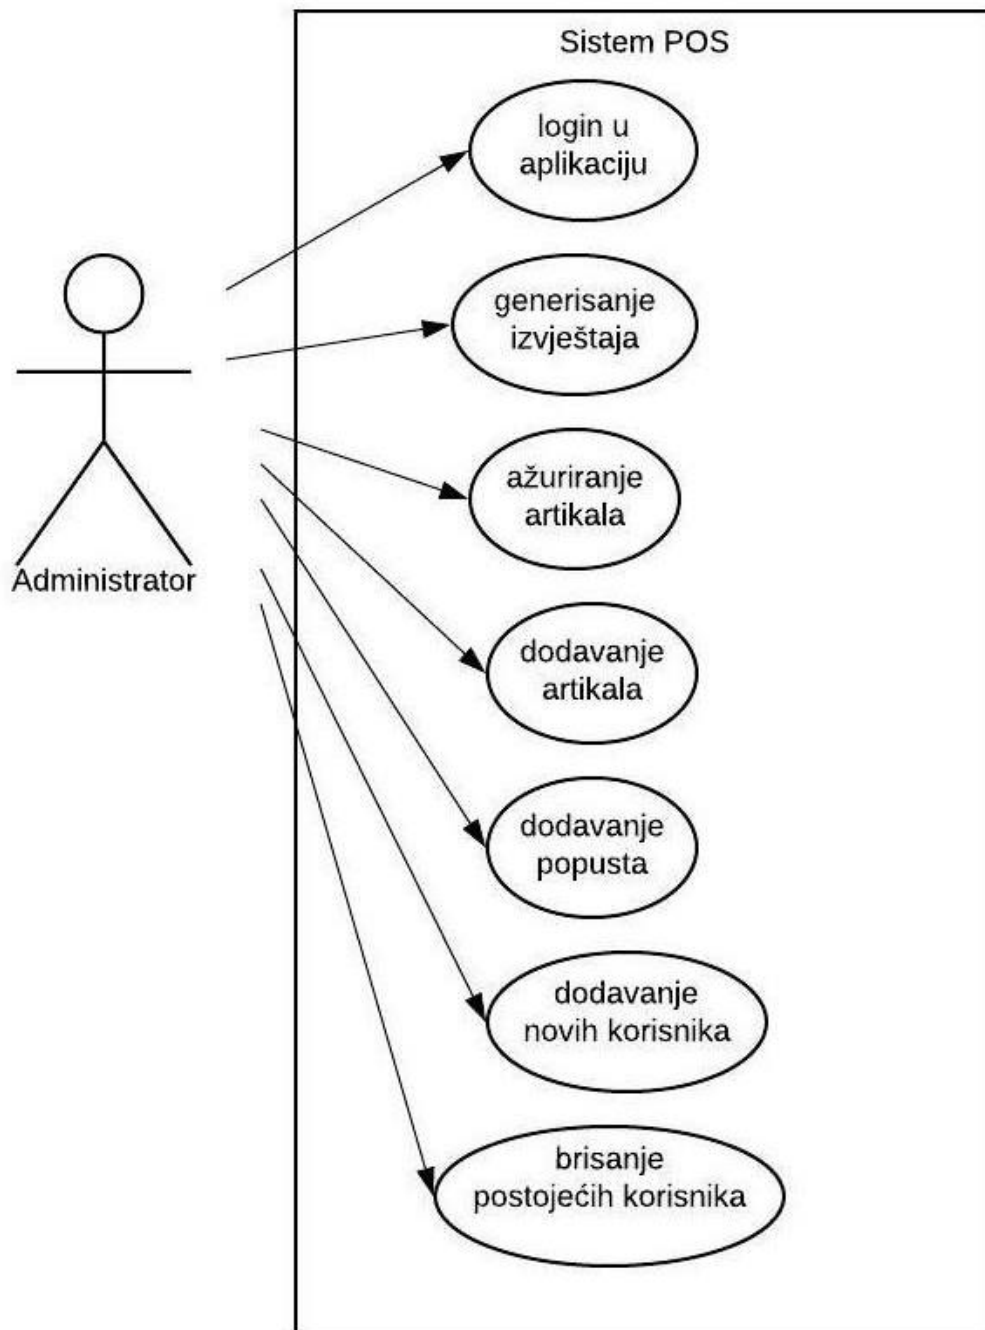 Sistem POS
login u
aplikaciju
generisanje
izvještaja
ažuriranje
artikala
Administrator
dodavanje
artikala
dodavanje
popusta
dodavanje
novih korisnika
brisanje
postojećih korisnika